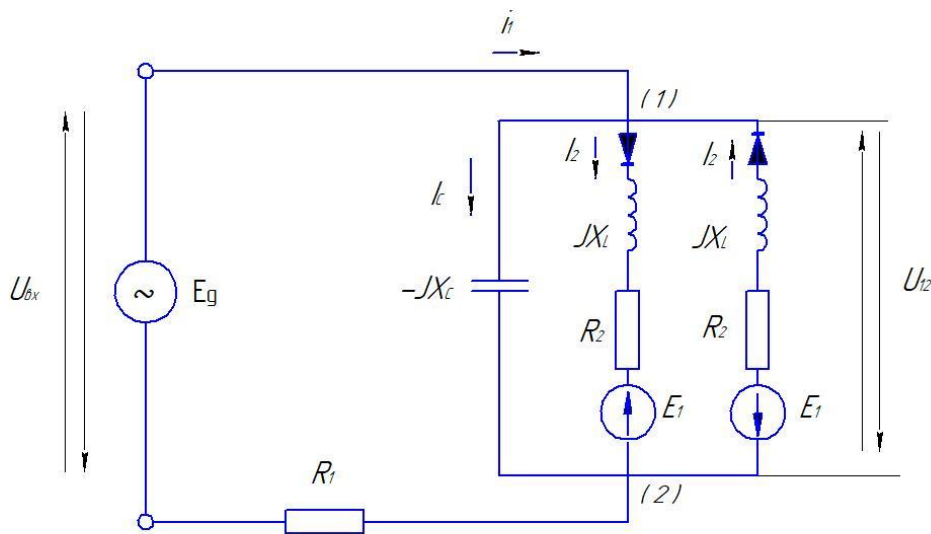 i₁
(1)
I₂
I₂
Ic
JXL
JXL
Uвх
~
Eg
-JXc
U12
R₂
R₂
E₁
E₁
R₁
(2)